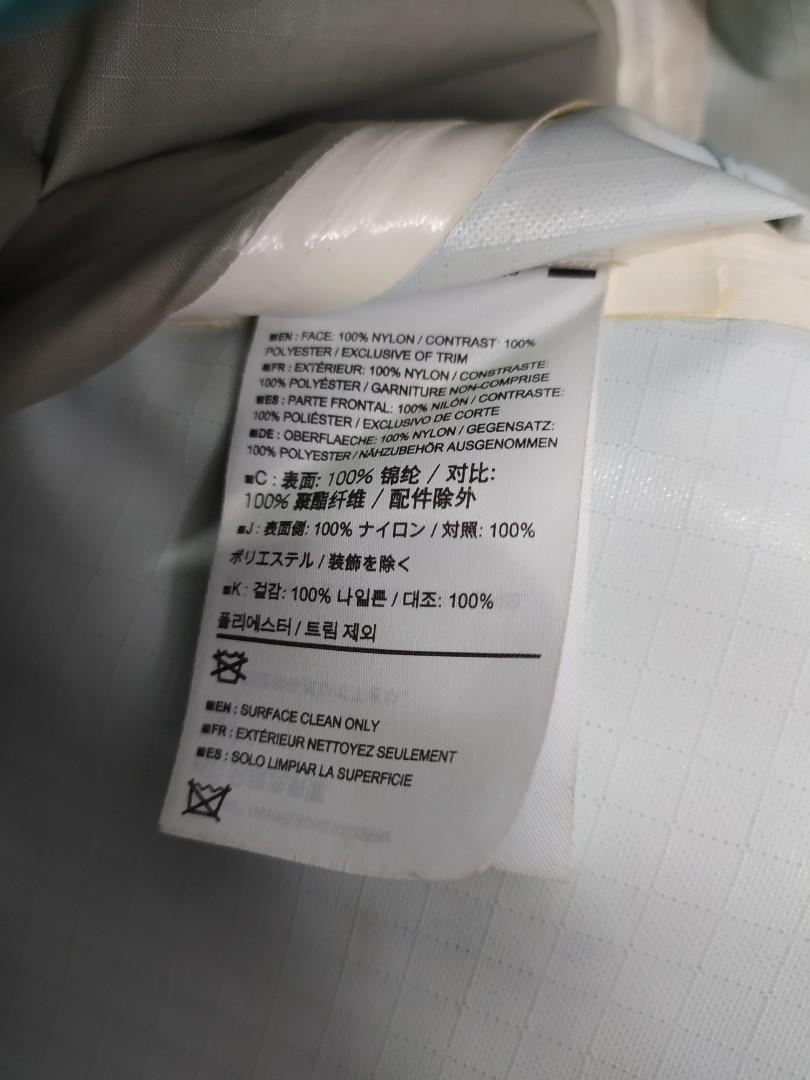 EN : FACE: 100% NYLON / CONTRAST: 100%
POLYESTER / EXCLUSIVE OF TRIM
FR : EXTÉRIEUR: 100% NYLON / CONSTRASTE:
100% POLYÉSTER / GARNITURE NON-COMPRISE
ES : PARTE FRONTAL: 100% NILÓN / CONTRASTE:
100% POLIÉSTER / EXCLUSIVO DE CORTE
DE : OBERFLAECHE: 100% NYLON / GEGENSATZ:
100% POLYESTER / NÄHZUBEHÖR AUSGENOMMEN
C : 表面: 100% 锦纶 / 对比:
100% 聚酯纤维 / 配件除外
J : 表面側: 100% ナイロン / 対照: 100%
ポリエステル / 装飾を除く
K : 겉감: 100% 나일론 / 대조: 100%
폴리에스터 / 트림 제외
EN : SURFACE CLEAN ONLY
FR : EXTÉRIEUR NETTOYEZ SEULEMENT
ES : SOLO LIMPIAR LA SUPERFICIE